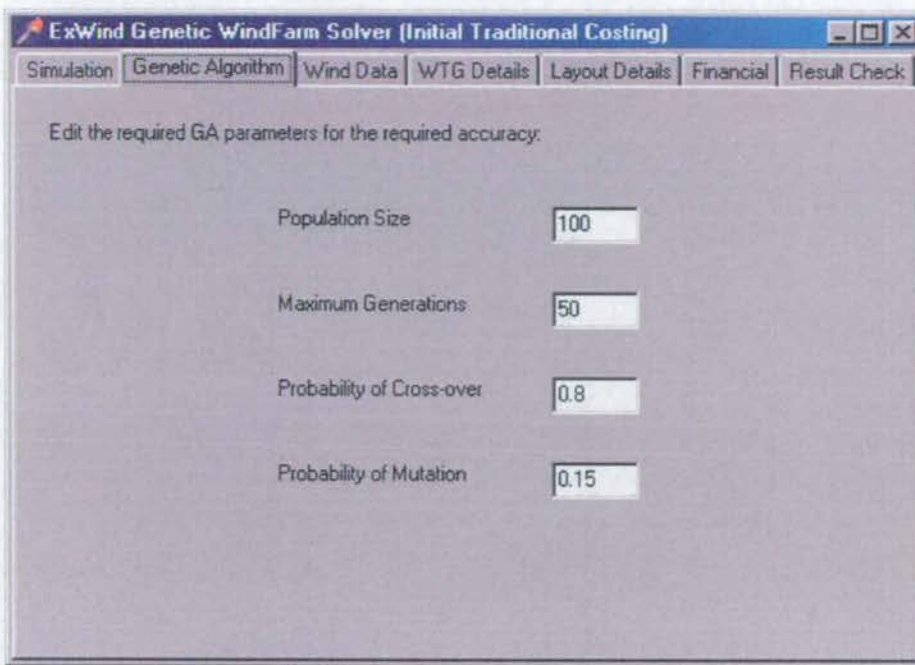 ExWind Genetic WindFarm Solver (Initial Traditional Costing)
Simulation Genetic Algorithm Wind Data WTG Details Layout Details Financial Result Check
Edit the required GA parameters for the required accuracy:
Population Size 100
Maximum Generations 50
Probability of Cross-over 0.8
Probability of Mutation 0.15